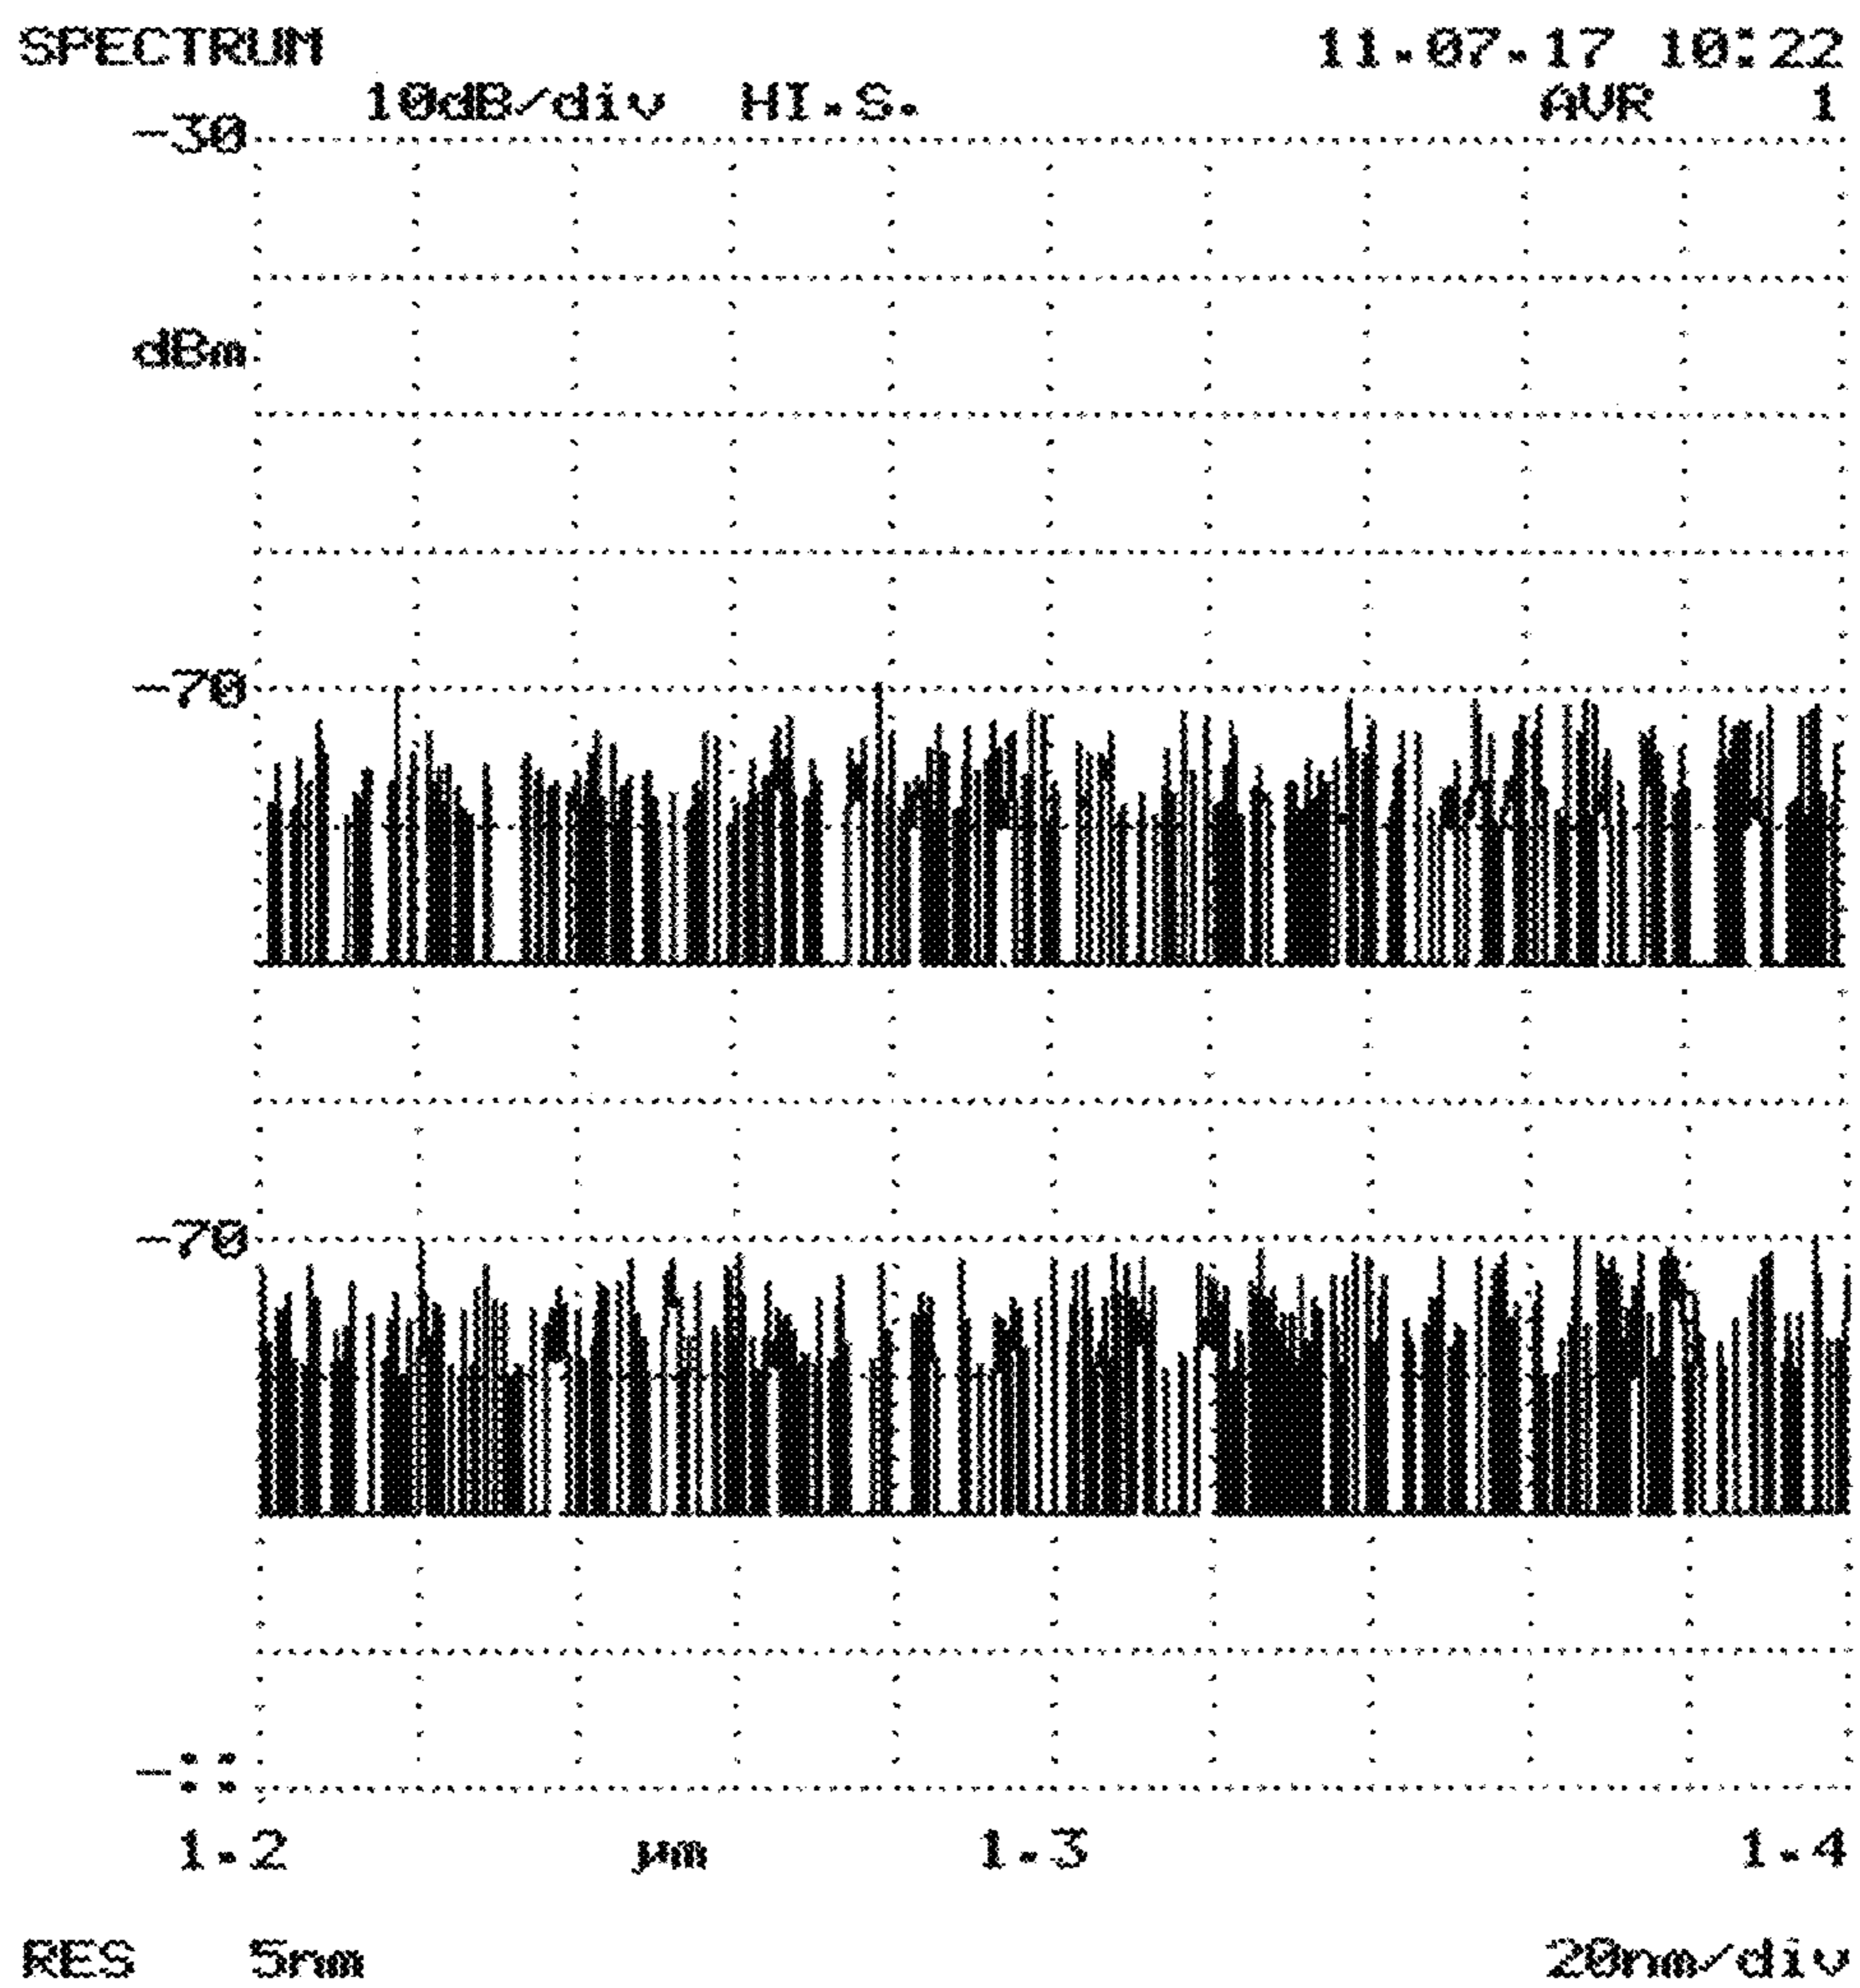 SPECTRUM 11.07.17 10:22
10dB/div HI.S. AVR 1
-30
dBm
-70
-70
-::
1.2 µm 1.3 1.4
RES 5nm 20nm/div